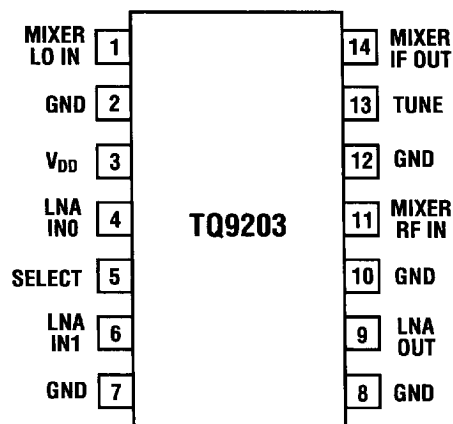 MIXER
LO IN
1
14
MIXER
IF OUT
GND
2
13
TUNE
VDD
3
12
GND
LNA
IN0
4
TQ9203
11
MIXER
RF IN
SELECT
5
10
GND
LNA
IN1
6
9
LNA
OUT
GND
7
8
GND